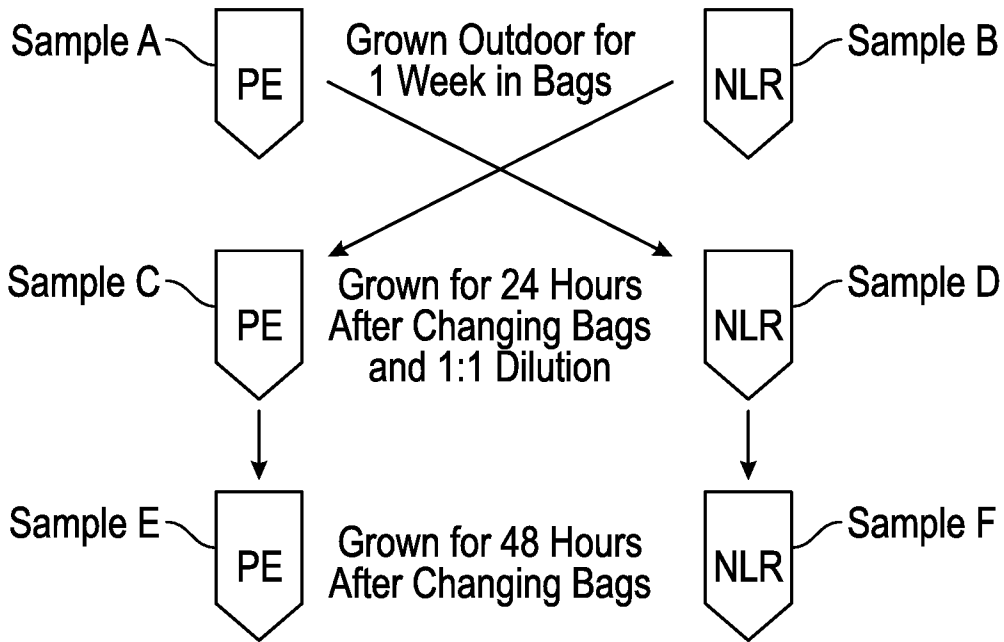 Sample A
PE
Grown Outdoor for
1 Week in Bags
NLR
Sample B
Sample C
PE
Grown for 24 Hours
After Changing Bags
and 1:1 Dilution
NLR
Sample D
Sample E
PE
Grown for 48 Hours
After Changing Bags
NLR
Sample F